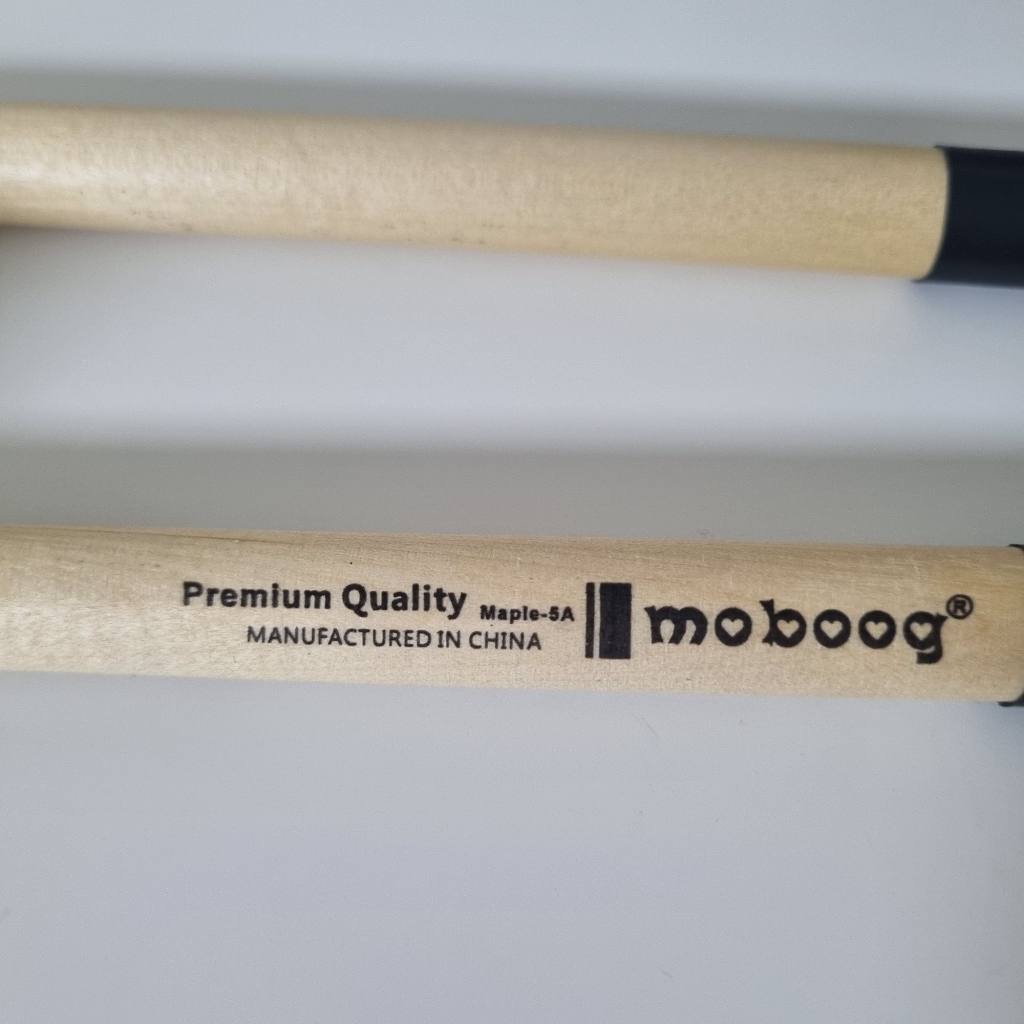 Premium Quality Maple-5A moboog®
MANUFACTURED IN CHINA